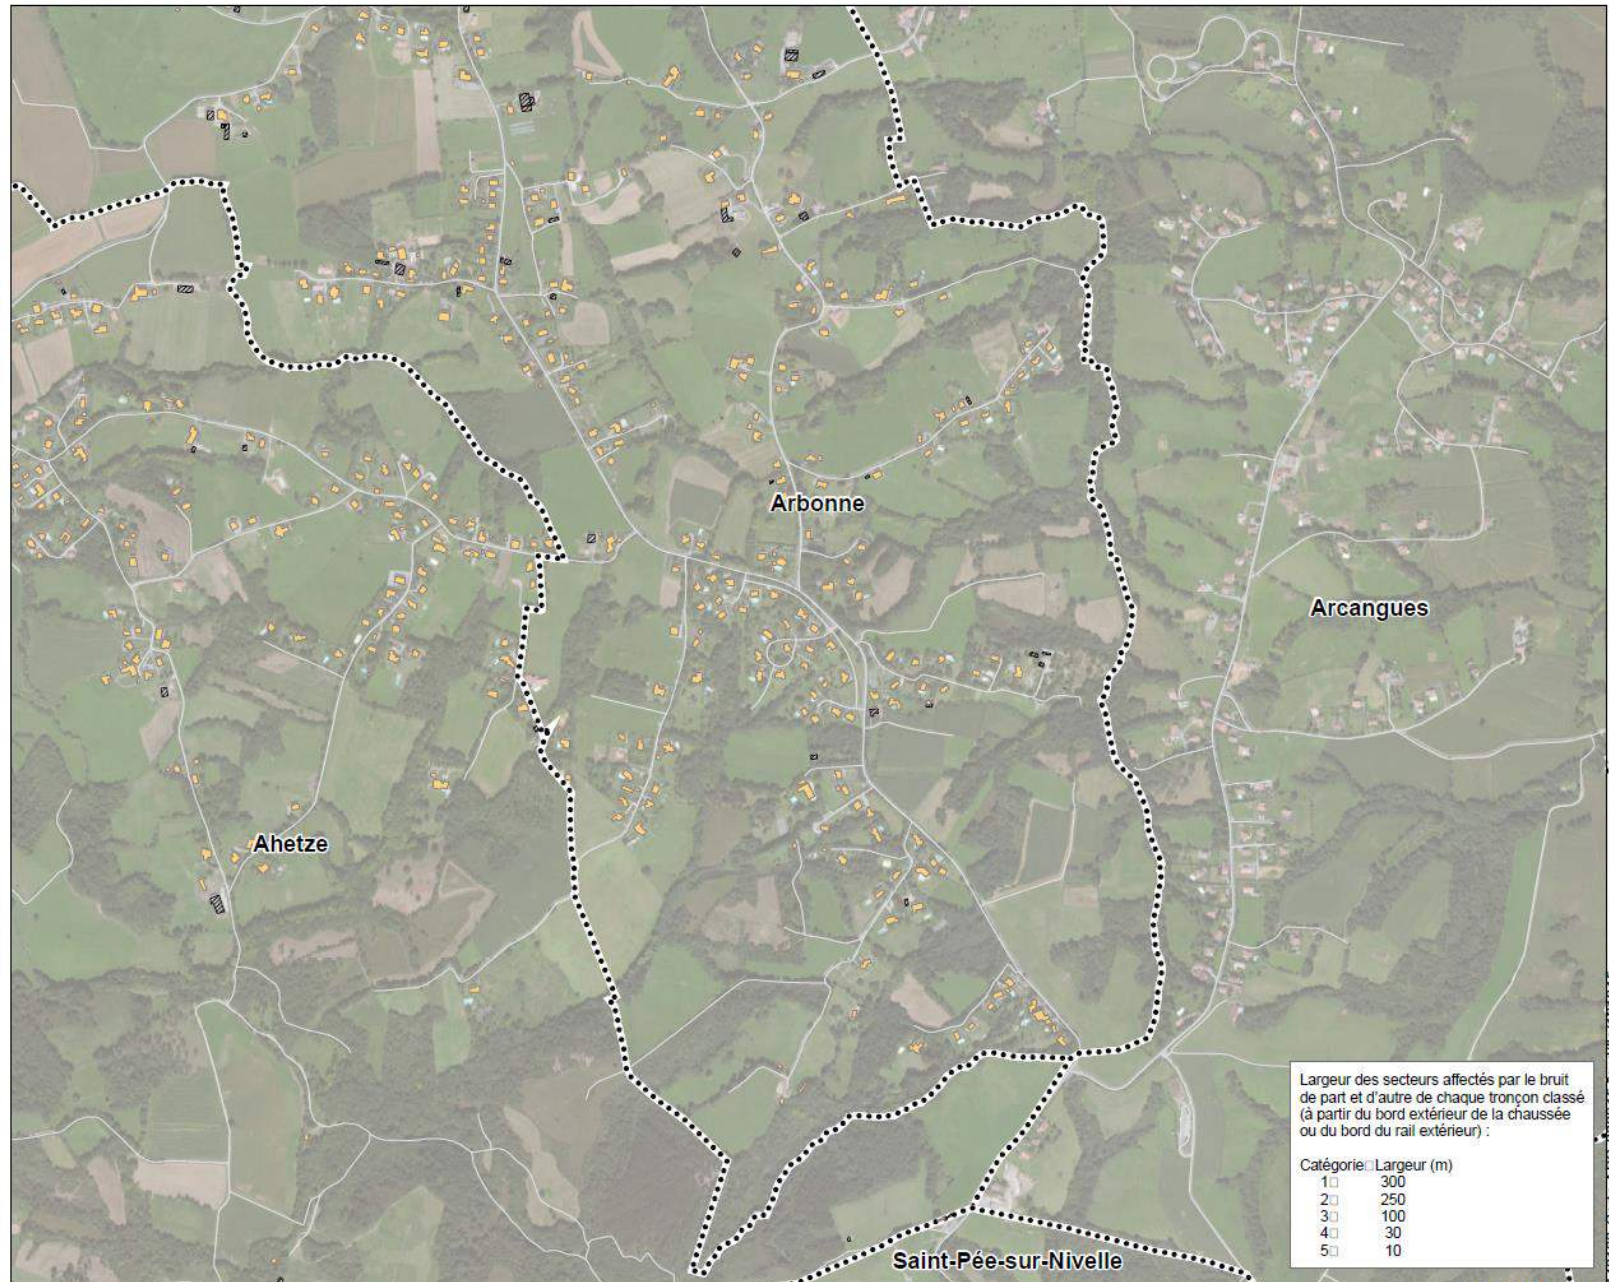 Arbonne
Arcangues
Ahetze
Saint-Pée-sur-Nivelle
Largeur des secteurs affectés par le bruit
de part et d'autre de chaque tronçon classé
(à partir du bord extérieur de la chaussée
ou du bord du rail extérieur) :
Catégorie□Largeur (m)
1□ 300
2□ 250
3□ 100
4□ 30
5□ 10